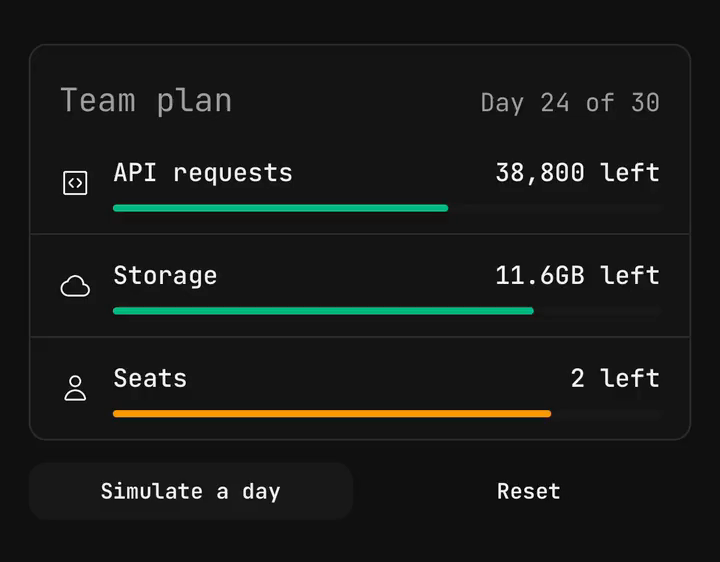 Team plan
Day 24 of 30
API requests
38,800 left
Storage
11.6GB left
Seats
2 left
Simulate a day
Reset